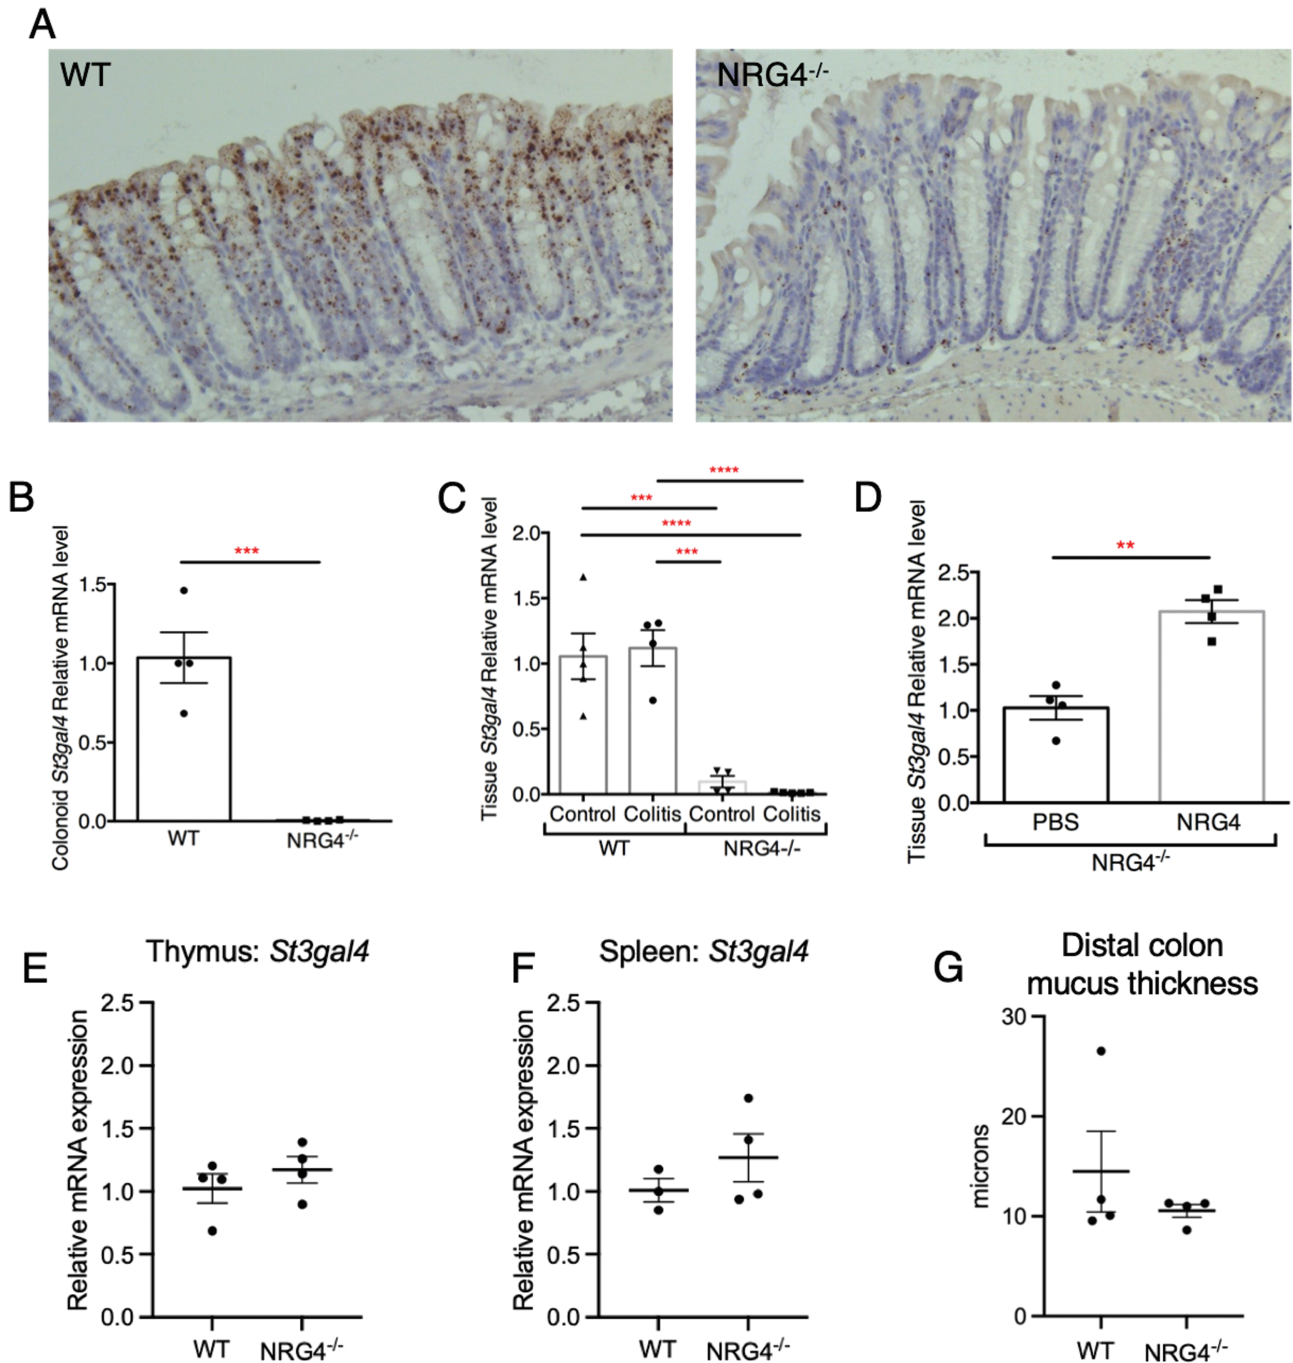 A
WT
NRG4-/-
B
Colonoid St3gal4 Relative mRNA level
***
1.5
1.0
0.5
0.0
WT
NRG4-/-
C
Tissue St3gal4 Relative mRNA level
****
***
****
***
2.0
1.5
1.0
0.5
0.0
Control Colitis Control Colitis
WT
NRG4-/-
D
Tissue St3gal4 Relative mRNA level
**
2.5
2.0
1.5
1.0
0.5
0.0
PBS
NRG4
NRG4-/-
E
Thymus: St3gal4
Relative mRNA expression
2.5
2.0
1.5
1.0
0.5
0.0
WT
NRG4-/-
F
Spleen: St3gal4
Relative mRNA expression
2.5
2.0
1.5
1.0
0.5
0.0
WT
NRG4-/-
G
Distal colon
mucus thickness
microns
30
20
10
0
WT
NRG4-/-